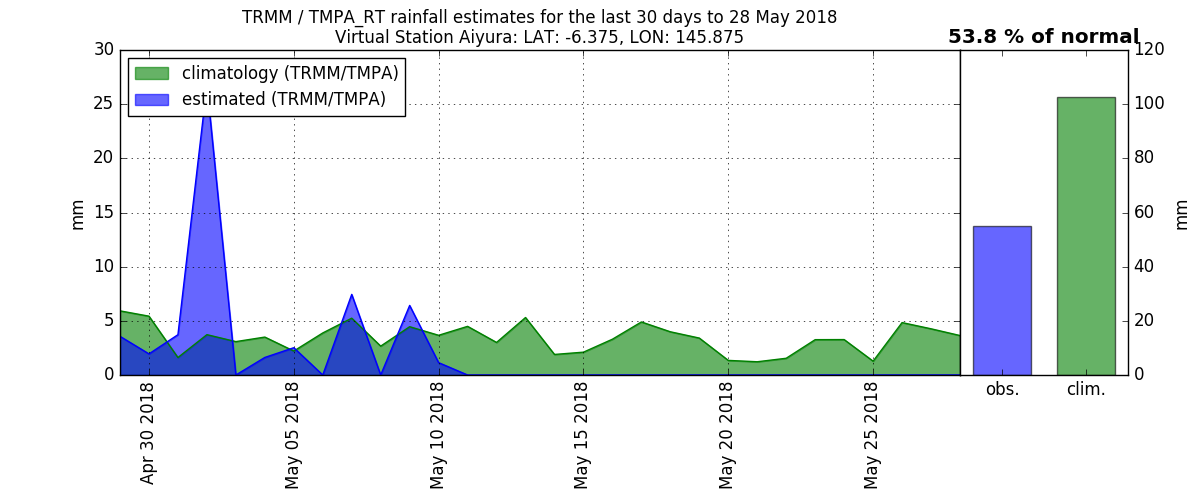 TRMM / TMPA_RT rainfall estimates for the last 30 days to 28 May 2018
Virtual Station Aiyura: LAT: -6.375, LON: 145.875
53.8 % of normal
climatology (TRMM/TMPA)
estimated (TRMM/TMPA)
30
25
20
15
10
5
0
mm
Apr 30 2018
May 05 2018
May 10 2018
May 15 2018
May 20 2018
May 25 2018
obs.
clim.
120
100
80
60
40
20
0
mm